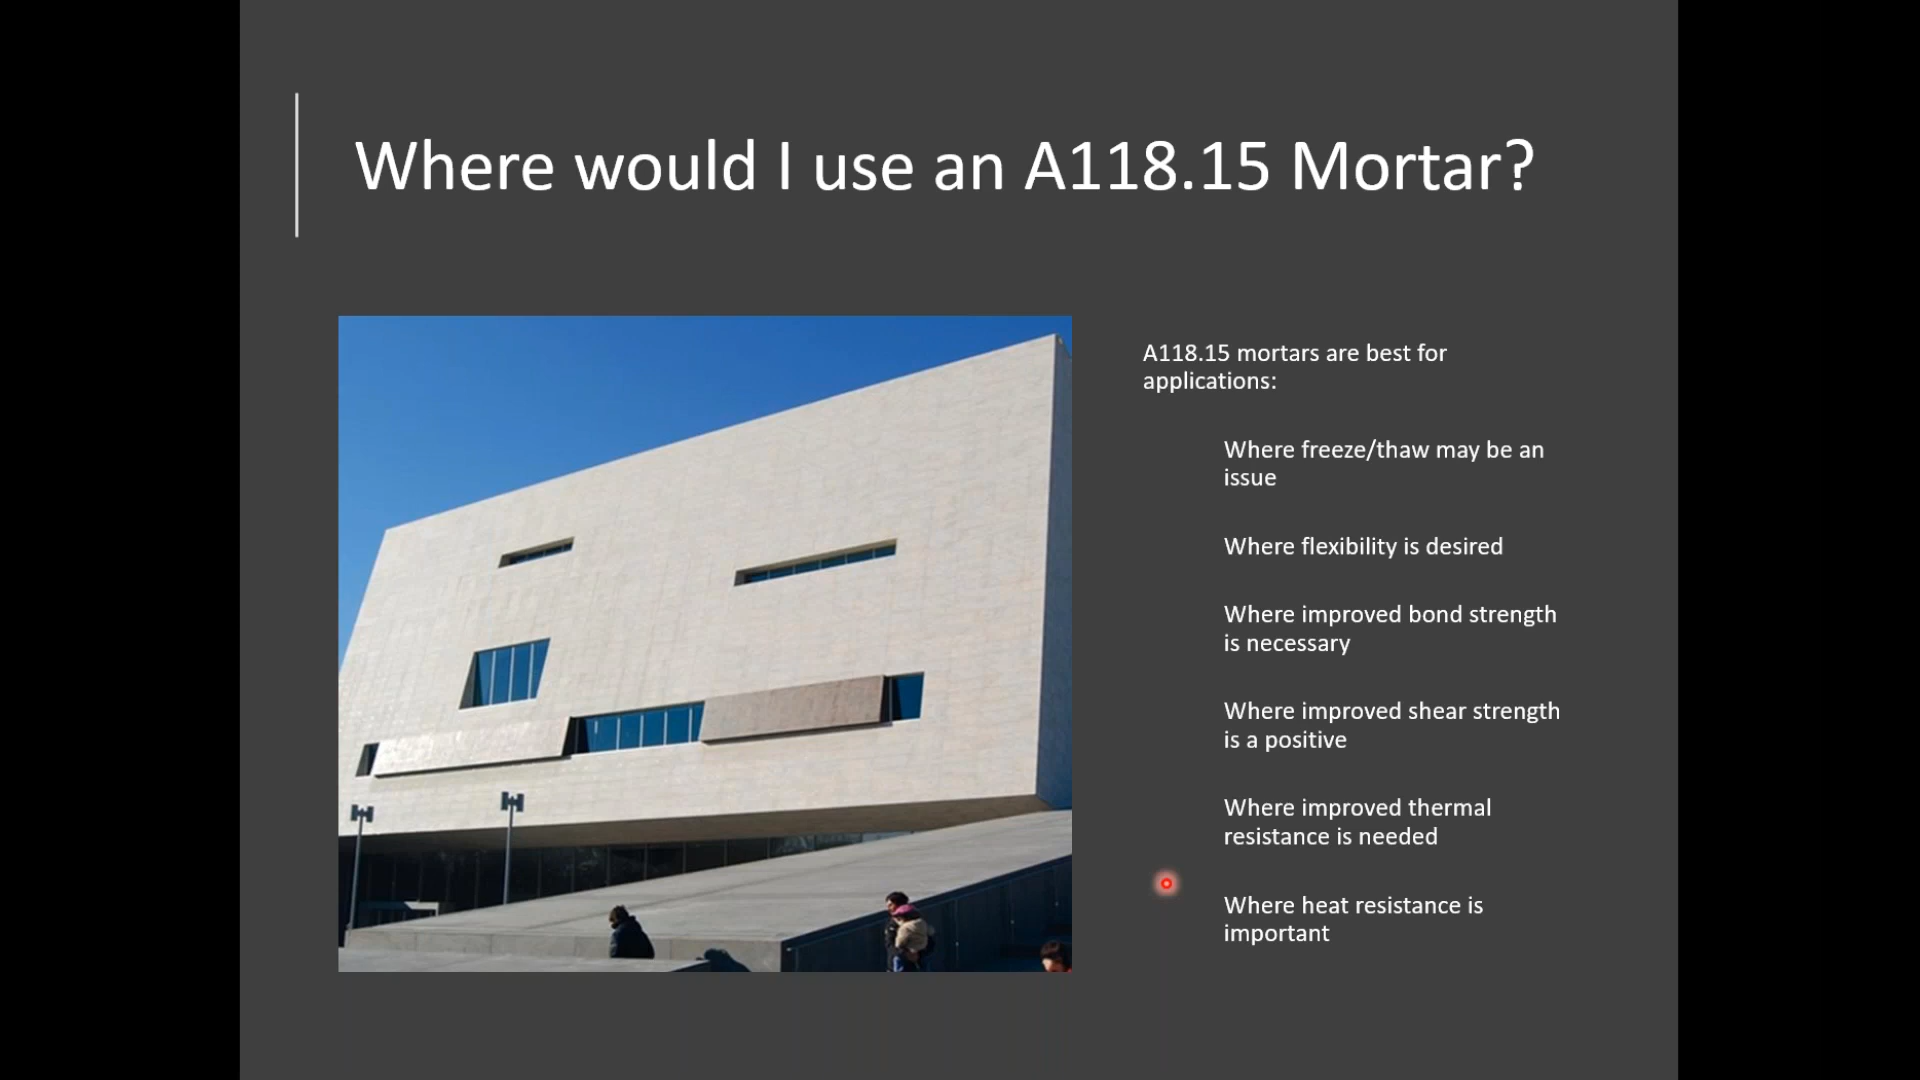 Where would I use an A118.15 Mortar?
A118.15 mortars are best for
applications:
Where freeze/thaw may be an
issue
Where flexibility is desired
Where improved bond strength
is necessary
Where improved shear strength
is a positive
Where improved thermal
resistance is needed
Where heat resistance is
important